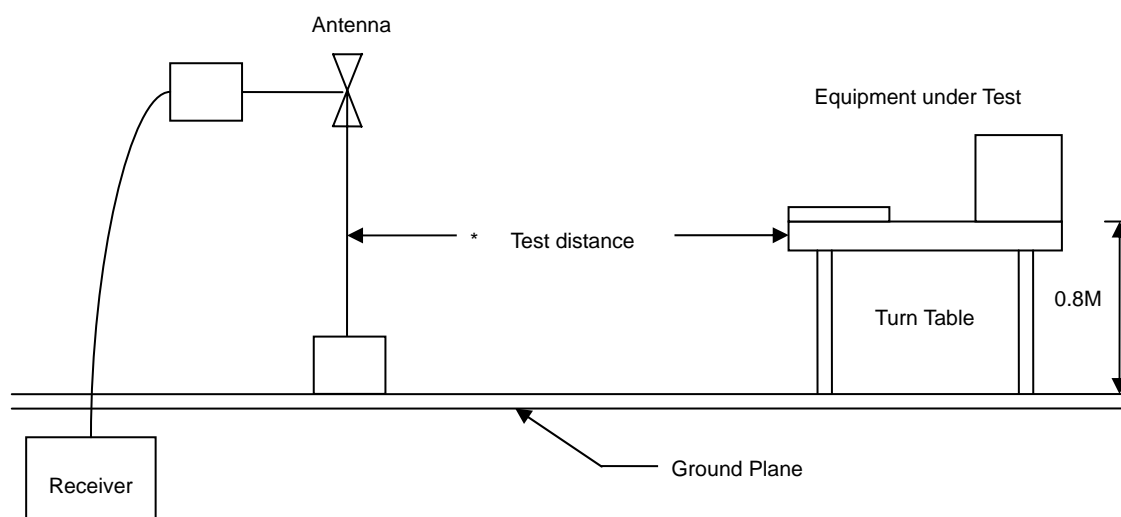 Antenna
Equipment under Test
* Test distance
0.8M
Turn Table
Ground Plane
Receiver